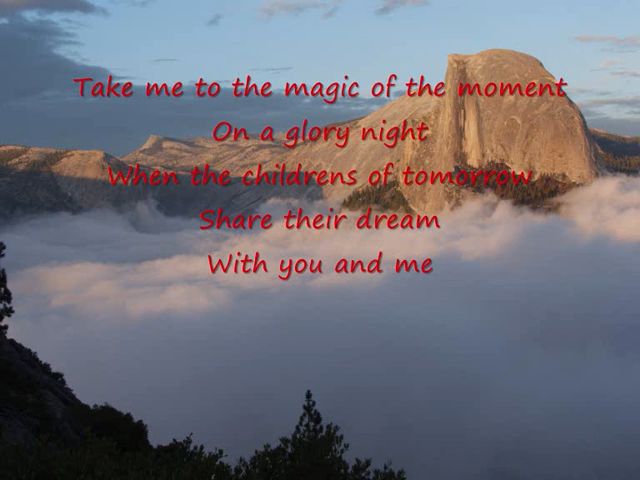 Take me to the magic of the moment
On a glory night
When the childrens of tomorrow
Share their dream
With you and me